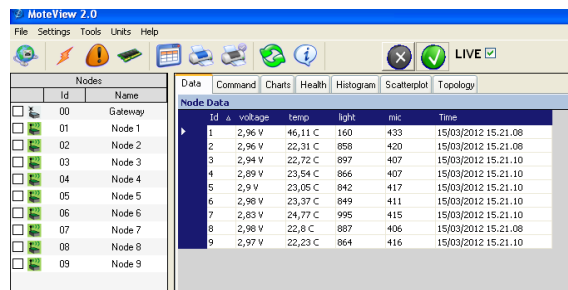 MoteView 2.0
File Settings Tools Units Help
LIVE
Nodes
Id Name
00 Gateway
01 Node 1
02 Node 2
03 Node 3
04 Node 4
05 Node 5
06 Node 6
07 Node 7
08 Node 8
09 Node 9
Data Command Charts Health Histogram Scatterplot Topology
Node Data
Id voltage temp light mic Time
1 2,96 V 46,11 C 160 433 15/03/2012 15.21.08
2 2,96 V 22,31 C 858 420 15/03/2012 15.21.08
3 2,94 V 22,72 C 897 407 15/03/2012 15.21.10
4 2,89 V 23,54 C 866 407 15/03/2012 15.21.10
5 2,9 V 23,05 C 842 417 15/03/2012 15.21.10
6 2,98 V 23,37 C 849 411 15/03/2012 15.21.10
7 2,83 V 24,77 C 995 415 15/03/2012 15.21.10
8 2,98 V 22,8 C 887 406 15/03/2012 15.21.08
9 2,97 V 22,23 C 864 416 15/03/2012 15.21.10